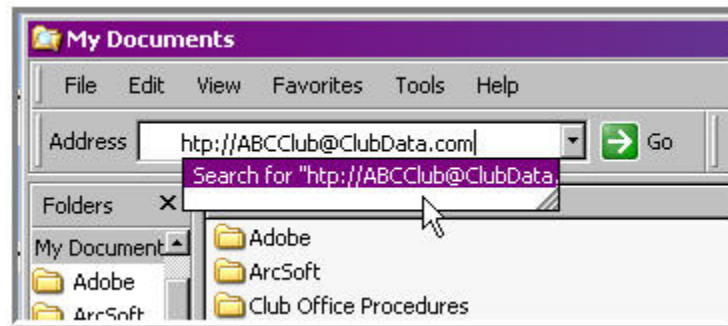 My Documents
File Edit View Favorites Tools Help
Address htp://ABCClub@ClubData.com Go
Search for "htp://ABCClub@ClubData.
Folders X
My Document
Adobe
ArcSoft
Adobe
ArcSoft
Club Office Procedures